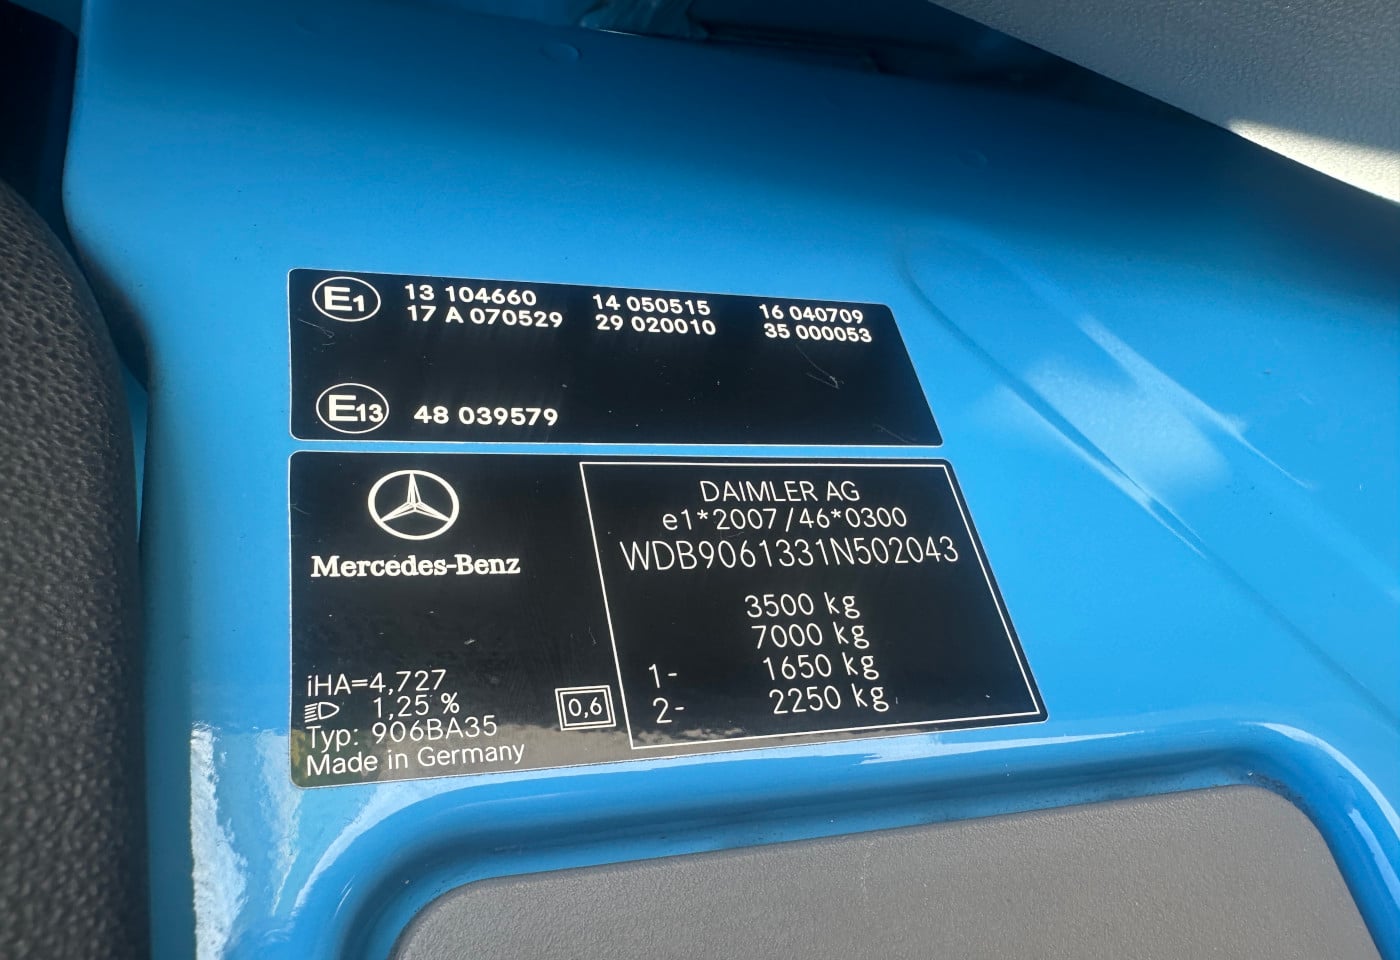 E1 13 104660 14 050515 16 040709
17 A 070529 29 020010 35 000053
E13 48 039579
Mercedes-Benz
DAIMLER AG
e1*2007/46*0300
WDB9061331N502043
3500 kg
7000 kg
1- 1650 kg
2- 2250 kg
iHA=4,727
1,25 %
Typ: 906BA35
Made in Germany
0,6